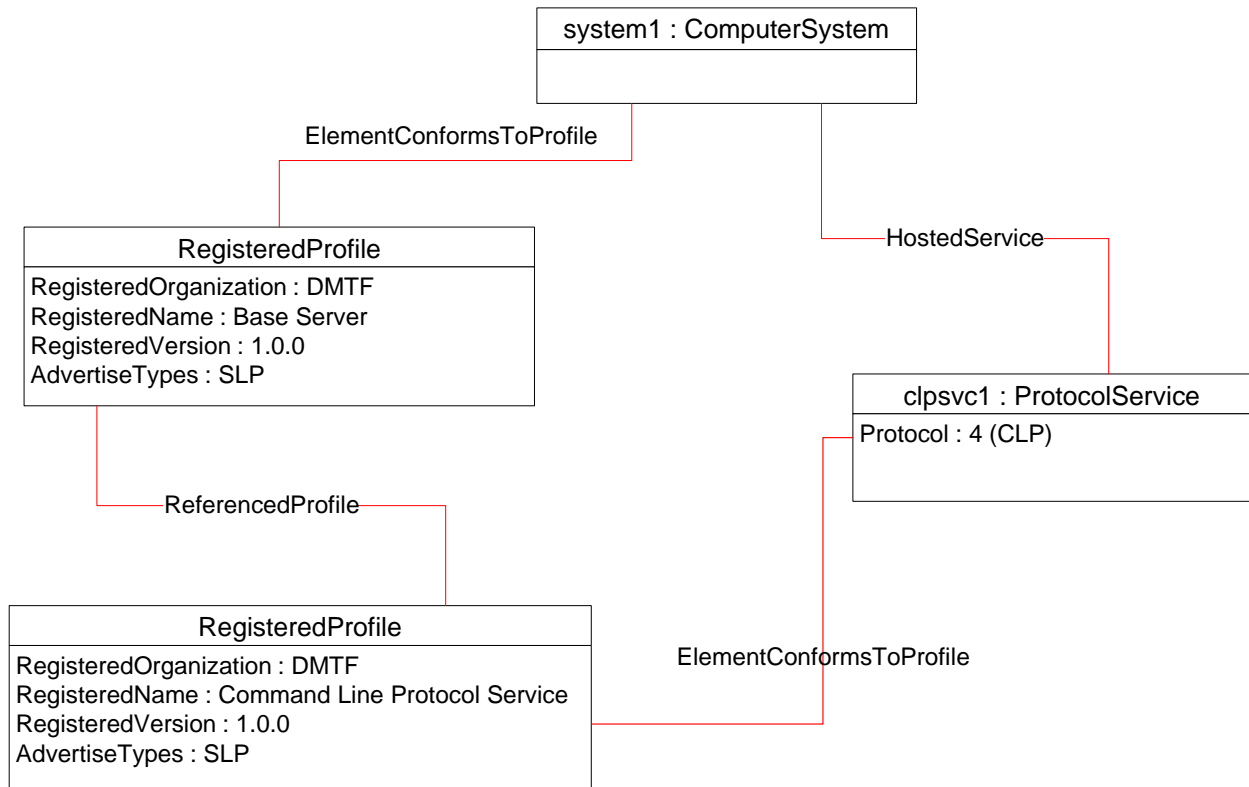 system1 : ComputerSystem
ElementConformsToProfile
RegisteredProfile
RegisteredOrganization : DMTF
RegisteredName : Base Server
RegisteredVersion : 1.0.0
AdvertiseTypes : SLP
HostedService
clpsvc1 : ProtocolService
Protocol : 4 (CLP)
ReferencedProfile
RegisteredProfile
RegisteredOrganization : DMTF
RegisteredName : Command Line Protocol Service
RegisteredVersion : 1.0.0
AdvertiseTypes : SLP
ElementConformsToProfile